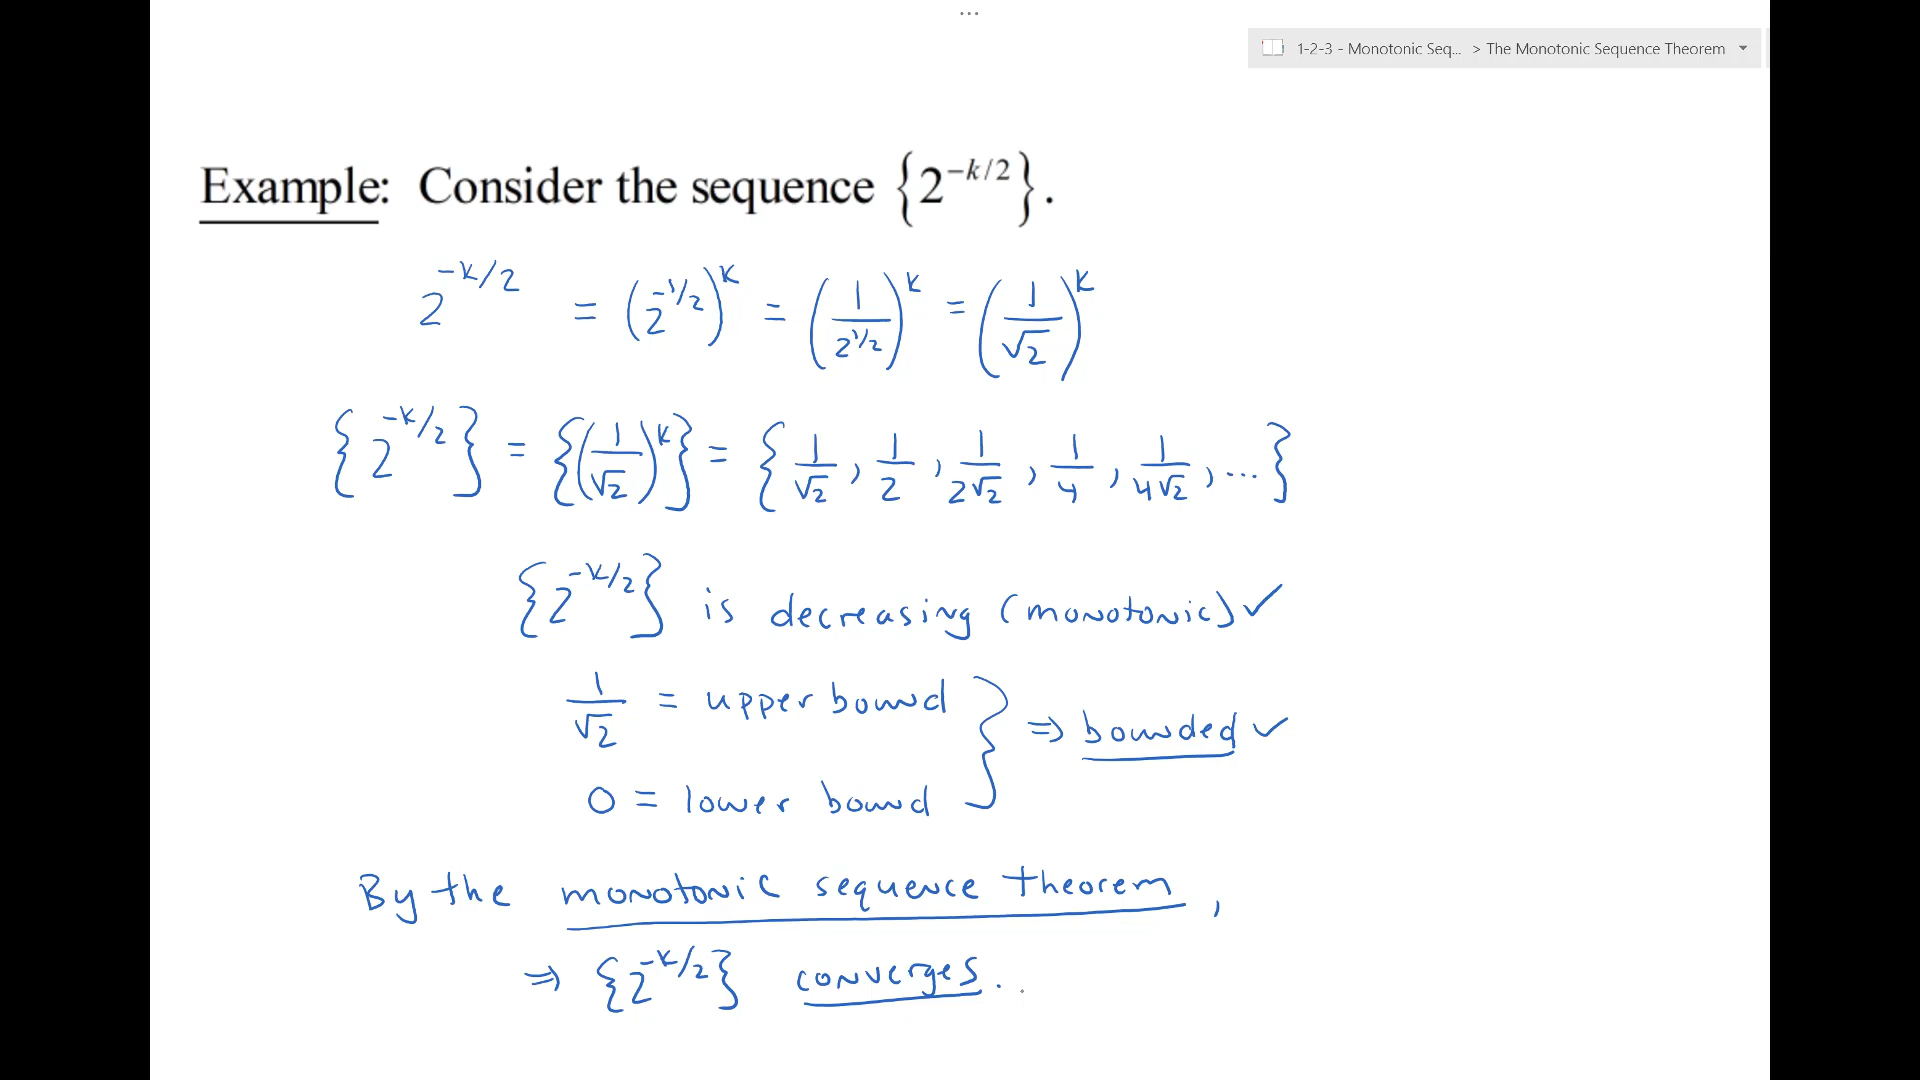 ...
1-2-3 - Monotonic Seq... > The Monotonic Sequence Theorem
Example: Consider the sequence {2^{-k/2}}.
2^{-k/2} = (2^{-1/2})^k = (1/2^{1/2})^k = (1/√2)^k
{2^{-k/2}} = {(1/√2)^k} = {1/√2, 1/2, 1/2√2, 1/4, 1/4√2, ...}
{2^{-k/2}} is decreasing (monotonic) ✓
1/√2 = upper bound
⇒ bounded ✓
0 = lower bound
By the monotonic sequence theorem,
⇒ {2^{-k/2}} converges.